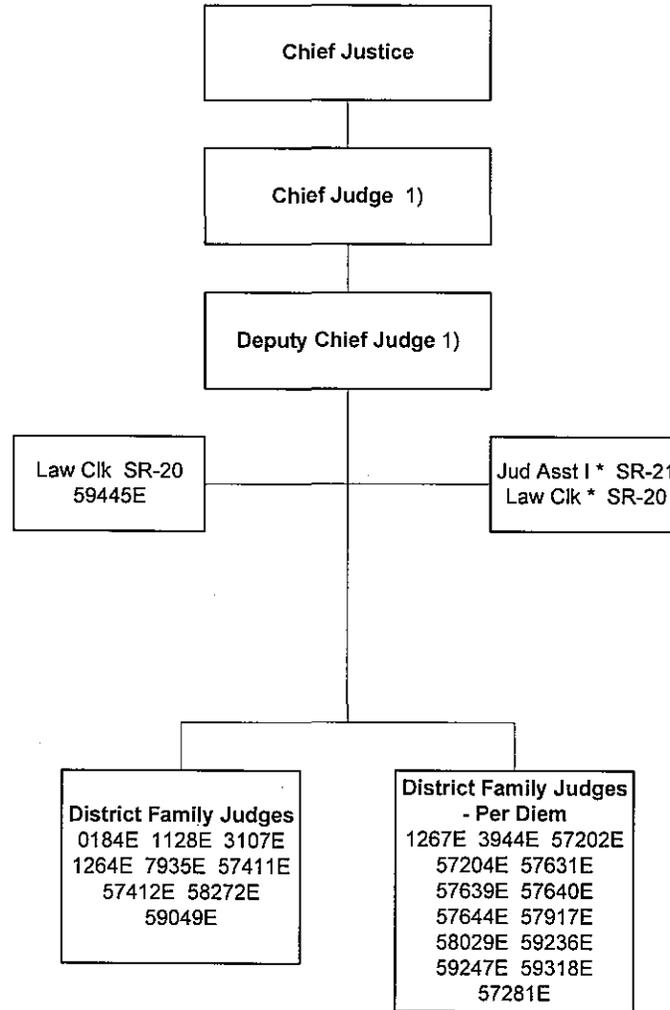 Chief Justice
Chief Judge 1)
Deputy Chief Judge 1)
Law Clk SR-20
59445E
Jud Asst I * SR-21
Law Clk * SR-20
District Family Judges
0184E 1128E 3107E
1264E 7935E 57411E
57412E 58272E
59049E
District Family Judges
- Per Diem
1267E 3944E 57202E
57204E 57631E
57639E 57640E
57644E 57917E
58029E 59236E
59247E 59318E
57281E